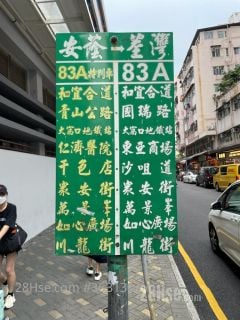 安蔭—荃灣
83A特別車
和宜合道
青山公路
大窩口地鐵站
仁濟醫院
千色店
眾安街
萬景峯
如心廣場
川龍街
83A
和宜合道
國瑞路
大窩口地鐵站
東亞商場
沙咀道
眾安街
萬景峯
如心廣場
川龍街
28Hse.com
28Hse.com